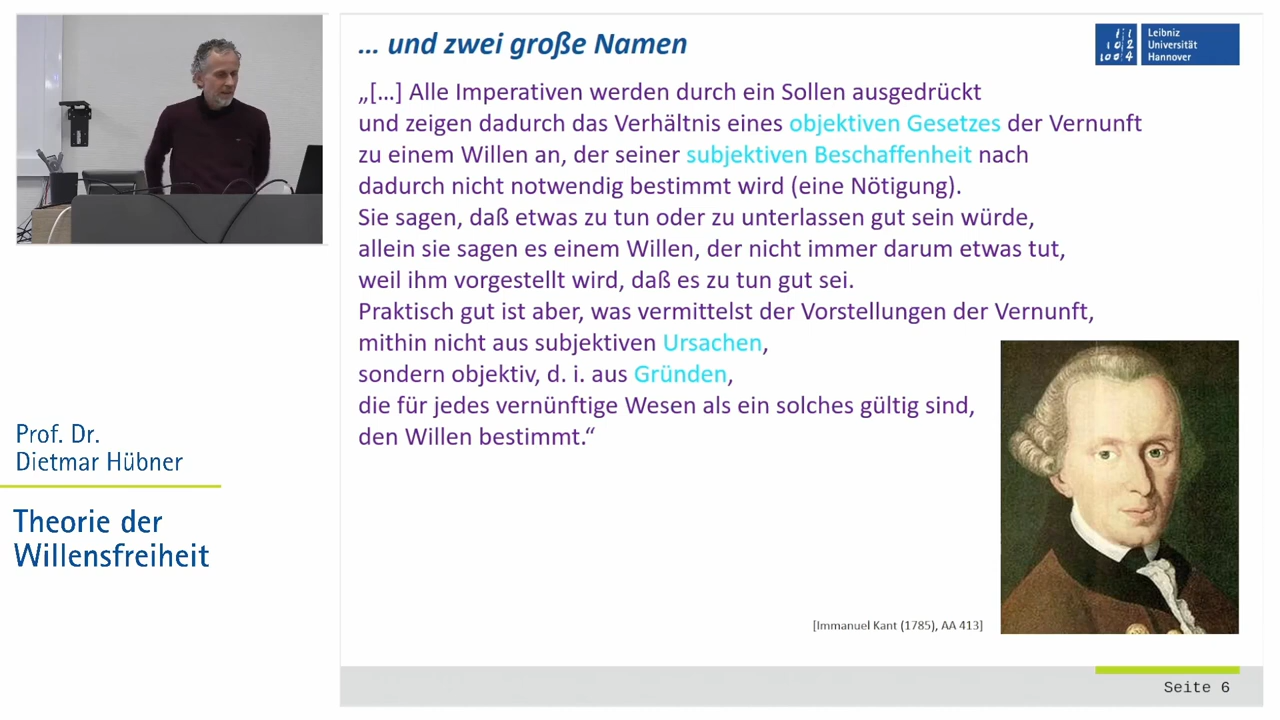 ... und zwei große Namen
Leibniz
Universität
Hannover
„[...] Alle Imperativen werden durch ein Sollen ausgedrückt
und zeigen dadurch das Verhältnis eines objektiven Gesetzes der Vernunft
zu einem Willen an, der seiner subjektiven Beschaffenheit nach
dadurch nicht notwendig bestimmt wird (eine Nötigung).
Sie sagen, daß etwas zu tun oder zu unterlassen gut sein würde,
allein sie sagen es einem Willen, der nicht immer darum etwas tut,
weil ihm vorgestellt wird, daß es zu tun gut sei.
Praktisch gut ist aber, was vermittelst der Vorstellungen der Vernunft,
mithin nicht aus subjektiven Ursachen,
sondern objektiv, d. i. aus Gründen,
die für jedes vernünftige Wesen als ein solches gültig sind,
den Willen bestimmt.“
[Immanuel Kant (1785), AA 413]
Seite 6
Prof. Dr.
Dietmar Hübner
Theorie der
Willensfreiheit